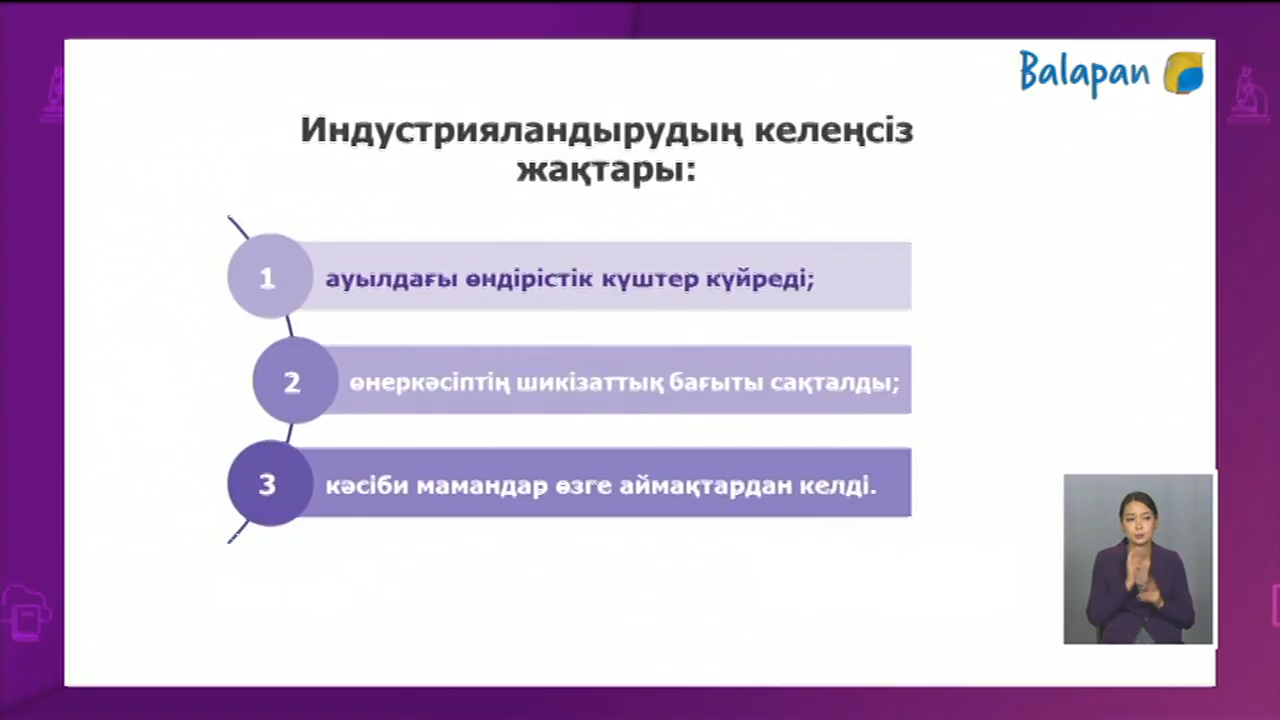 Balapan
Индустрияландырудың келеңсіз
жақтары:
1 ауылдағы өндірістік күштер күйреді;
2 өнеркәсіптің шикізаттық бағыты сақталды;
3 кәсіби мамандар өзге аймақтардан келді.